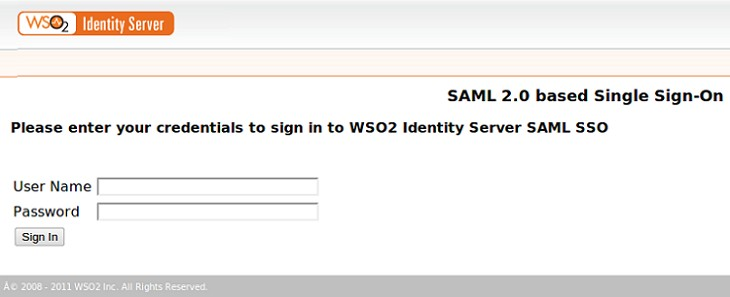 WSO2 Identity Server
SAML 2.0 based Single Sign-On
Please enter your credentials to sign in to WSO2 Identity Server SAML SSO
User Name
Password
Sign In
Â© 2008 - 2011 WSO2 Inc. All Rights Reserved.